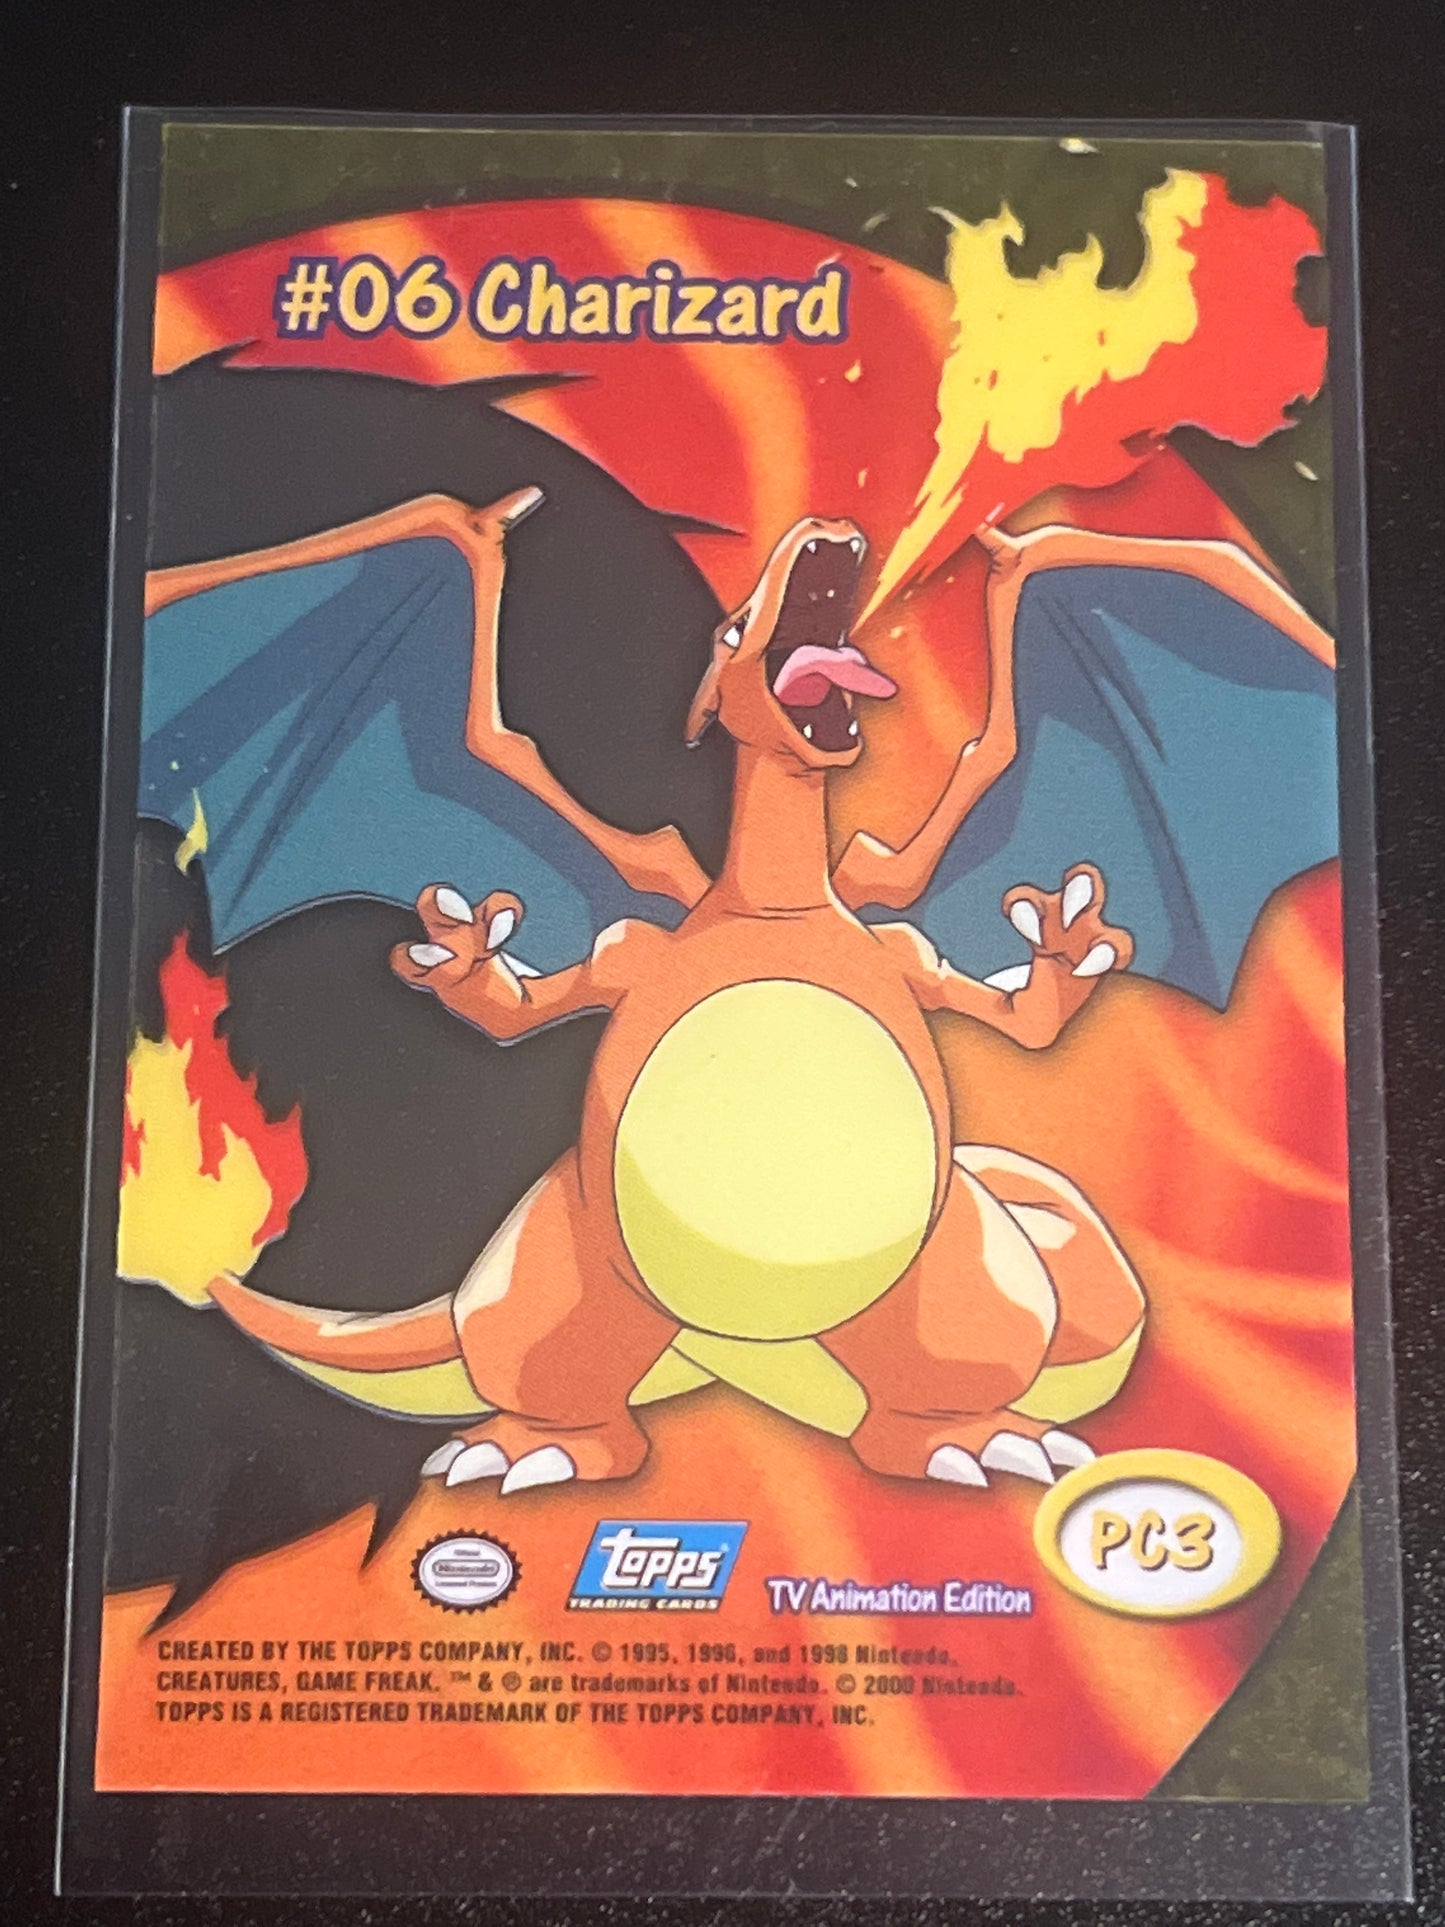 #06 Charizard
Nintendo
topps®
TRADING CARDS
TV Animation Edition
PC3
CREATED BY THE TOPPS COMPANY, INC. © 1995, 1996, and 1998 Nintendo,
CREATURES, GAME FREAK. ™ & ® are trademarks of Nintendo. © 2000 Nintendo.
TOPPS IS A REGISTERED TRADEMARK OF THE TOPPS COMPANY, INC.